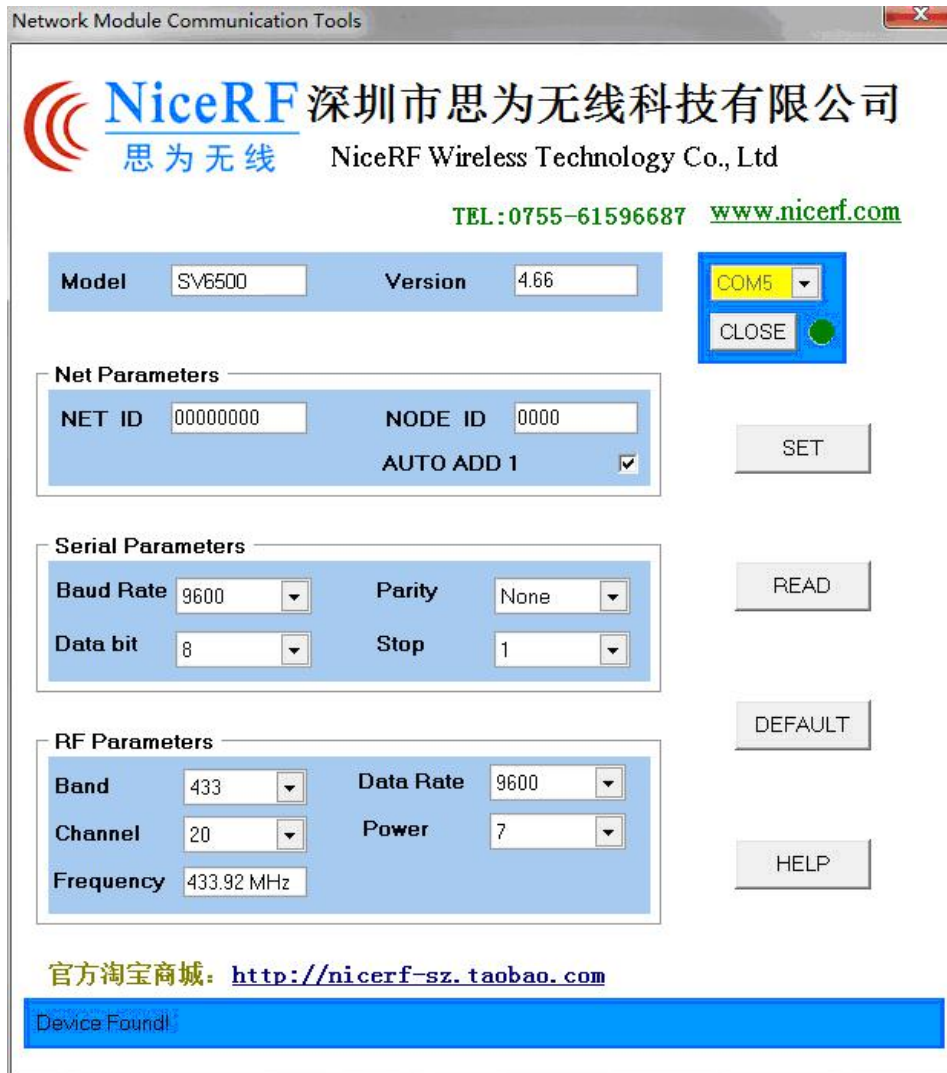 Network Module Communication Tools
X
NiceRF 深圳市思为无线科技有限公司
思为无线 NiceRF Wireless Technology Co., Ltd
TEL:0755-61596687 www.nicerf.com
Model SV6500 Version 4.66 COM5
CLOSE
Net Parameters
NET ID 00000000 NODE ID 0000
AUTO ADD 1
SET
Serial Parameters
Baud Rate 9600 Parity None
READ
Data bit 8 Stop 1
DEFAULT
RF Parameters
Band 433 Data Rate 9600
Channel 20 Power 7
HELP
Frequency 433.92 MHz
官方淘宝商城: http://nicerf-sz.taobao.com
Device Found!